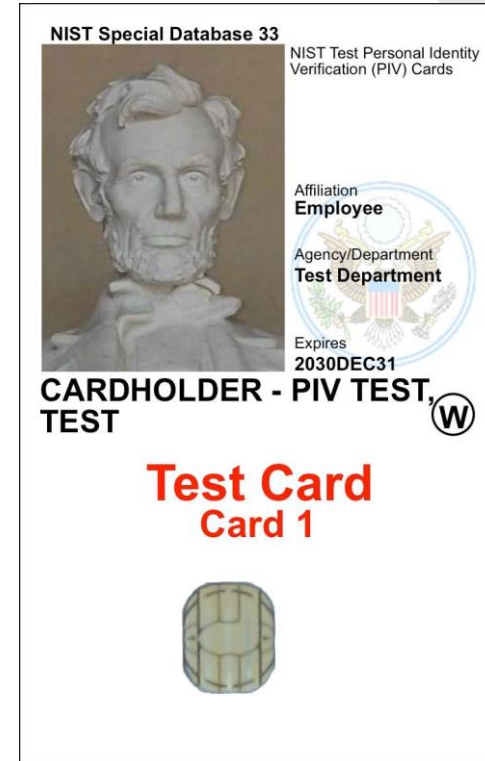 NIST Special Database 33
NIST Test Personal Identity
Verification (PIV) Cards
Affiliation
Employee
Agency/Department
Test Department
Expires
2030DEC31
CARDHOLDER - PIV TEST,
TEST
W
Test Card
Card 1